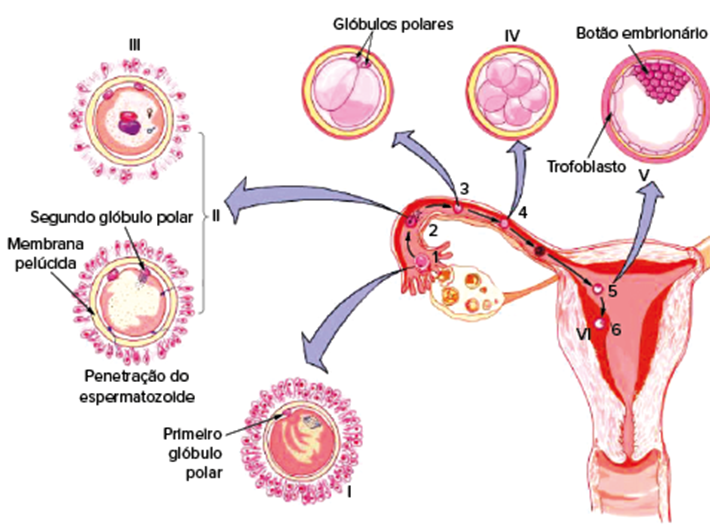 Glóbulos polares
III
IV
Botão embrionário
Trofoblasto
V
3
4
Segundo glóbulo polar
II
2
Membrana
pelúcida
1
5
VI
6
Penetração do
espermatozoide
Primeiro
glóbulo
polar
I